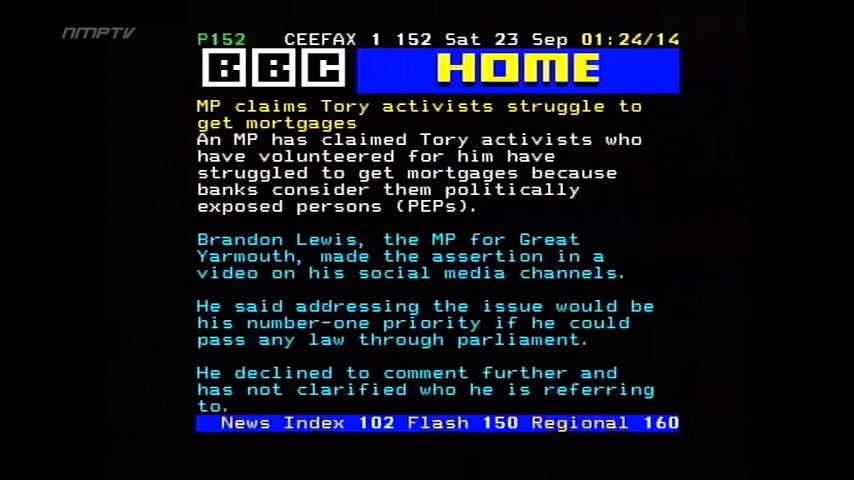 NMPTV
P152 CEEFAX 1 152 Sat 23 Sep 01:24/14
BBC HOME
MP claims Tory activists struggle to
get mortgages
An MP has claimed Tory activists who
have volunteered for him have
struggled to get mortgages because
banks consider them politically
exposed persons (PEPs).
Brandon Lewis, the MP for Great
Yarmouth, made the assertion in a
video on his social media channels.
He said addressing the issue would be
his number-one priority if he could
pass any law through parliament.
He declined to comment further and
has not clarified who he is referring
to.
News Index 102 Flash 150 Regional 160